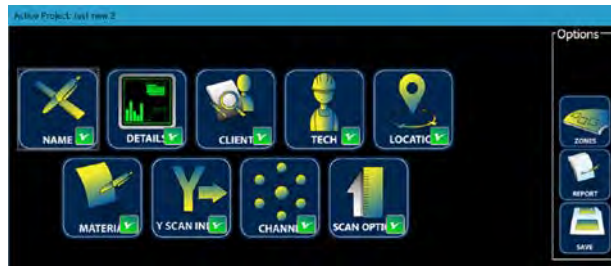 Active Project: Just new 2
Options
NAME
DETAILS
CLIENT
TECH
LOCATIO
ZONES
MATERIA
Y SCAN IN
CHANN
SCAN OPTI
REPORT
SAVE